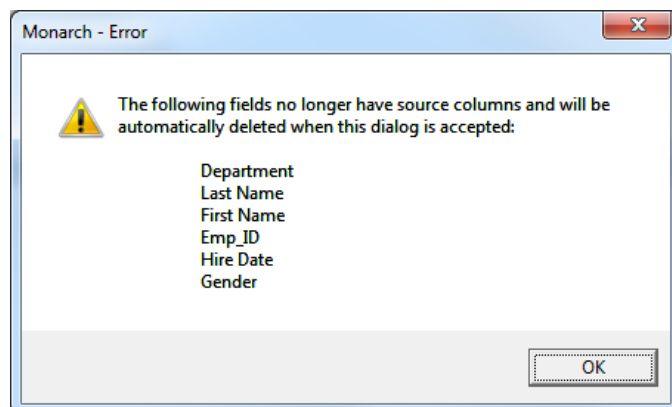 Monarch - Error
The following fields no longer have source columns and will be
automatically deleted when this dialog is accepted:
Department
Last Name
First Name
Emp_ID
Hire Date
Gender
OK